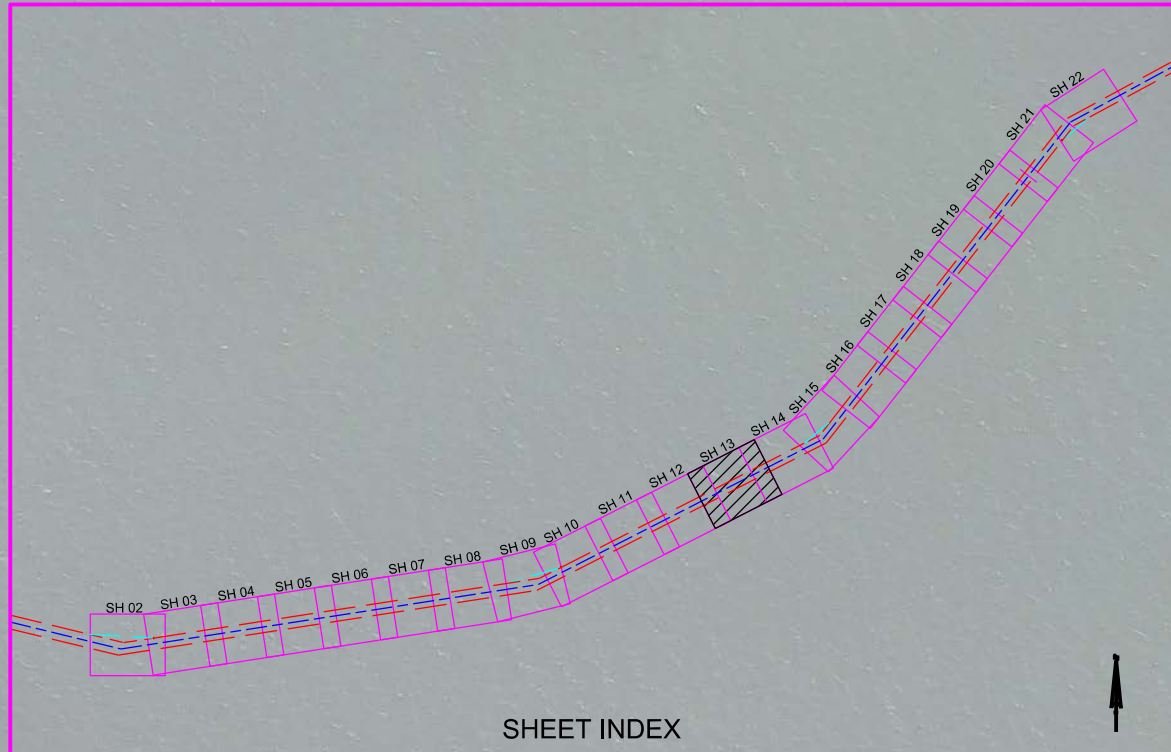 SH 22
SH 21
SH 20
SH 19
SH 18
SH 17
SH 16
SH 15
SH 14
SH 13
SH 12
SH 11
SH 10
SH 09
SH 08
SH 07
SH 06
SH 05
SH 04
SH 03
SH 02
SHEET INDEX